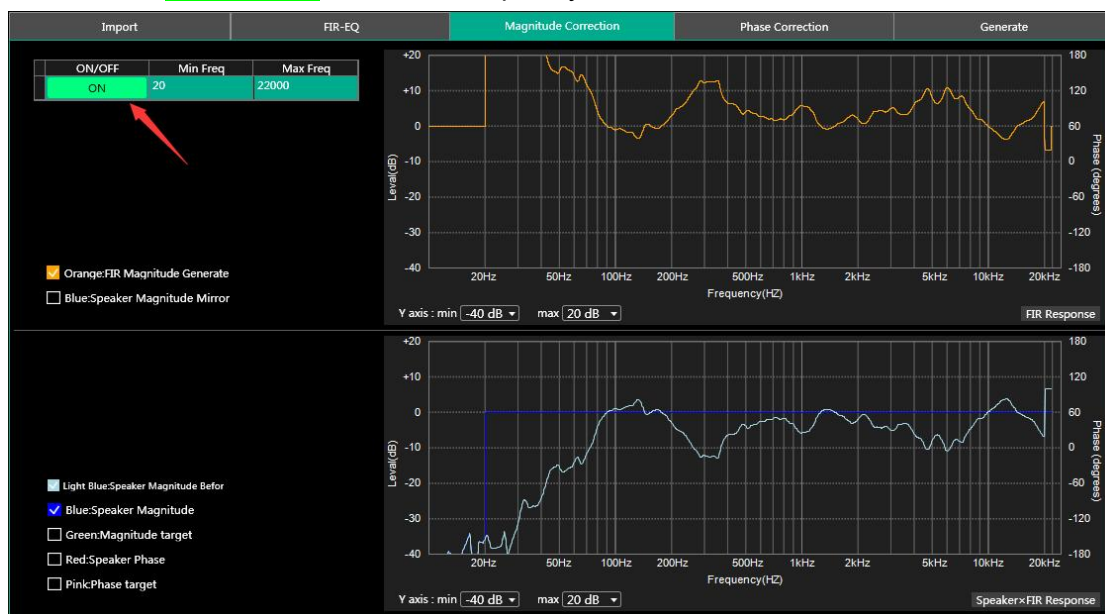 Import FIR-EQ Magnitude Correction Phase Correction Generate
ON/OFF Min Freq Max Freq
ON 20 22000
Orange:FIR Magnitude Generate
Blue:Speaker Magnitude Mirror
+20 180
+10 120
0 60
-10 0
-20 -60
-30 -120
-40 -180
Leval(dB)
Phase (degrees)
20Hz 50Hz 100Hz 200Hz 500Hz 1kHz 2kHz 5kHz 10kHz 20kHz
Frequency(HZ)
Y axis : min -40 dB max 20 dB FIR Response
+20 180
+10 120
0 60
-10 0
-20 -60
-30 -120
-40 -180
Leval(dB)
Phase (degrees)
Light Blue:Speaker Magnitude Befor
Blue:Speaker Magnitude
Green:Magnitude target
Red:Speaker Phase
Pink:Phase target
20Hz 50Hz 100Hz 200Hz 500Hz 1kHz 2kHz 5kHz 10kHz 20kHz
Frequency(HZ)
Y axis : min -40 dB max 20 dB Speaker×FIR Response